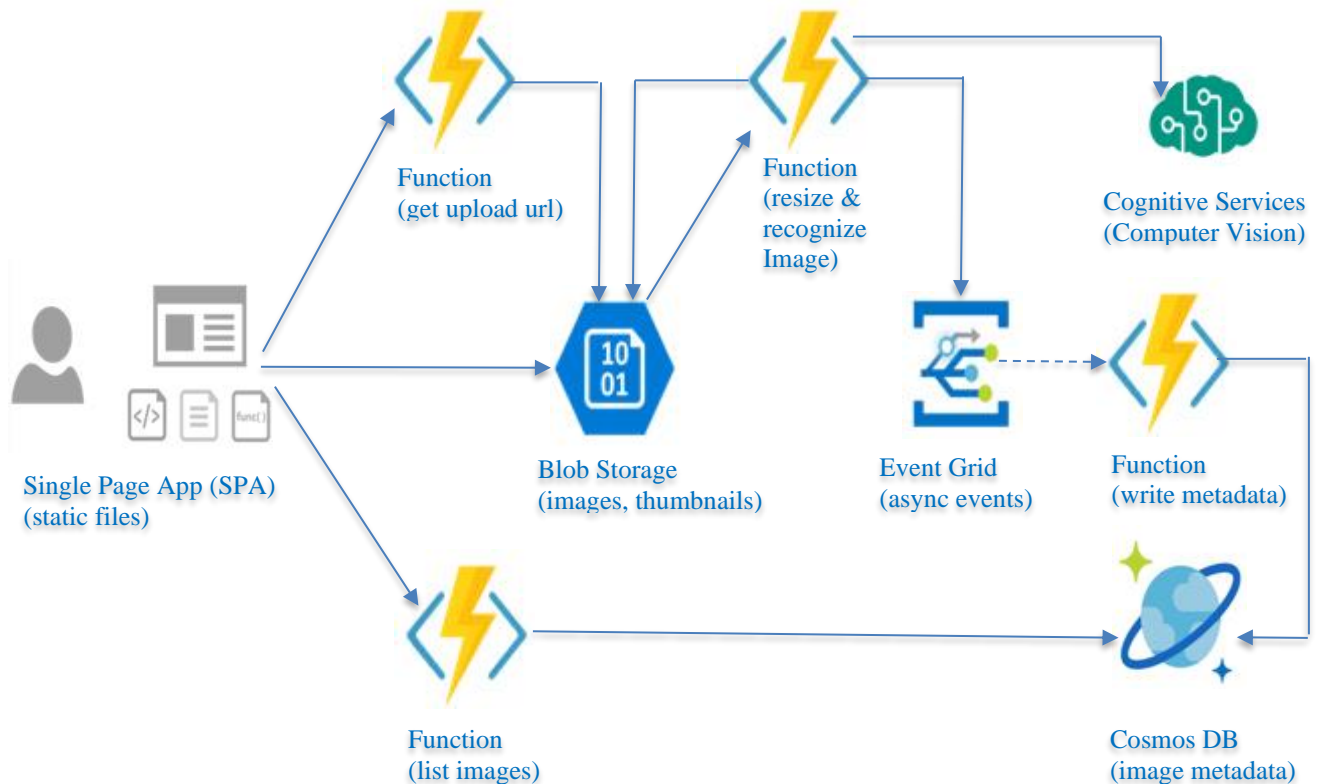 Function
(get upload url)
Function
(resize &
recognize
Image)
Cognitive Services
(Computer Vision)
</>
func()
10
01
Single Page App (SPA)
(static files)
Blob Storage
(images, thumbnails)
Event Grid
(async events)
Function
(write metadata)
Function
(list images)
Cosmos DB
(image metadata)